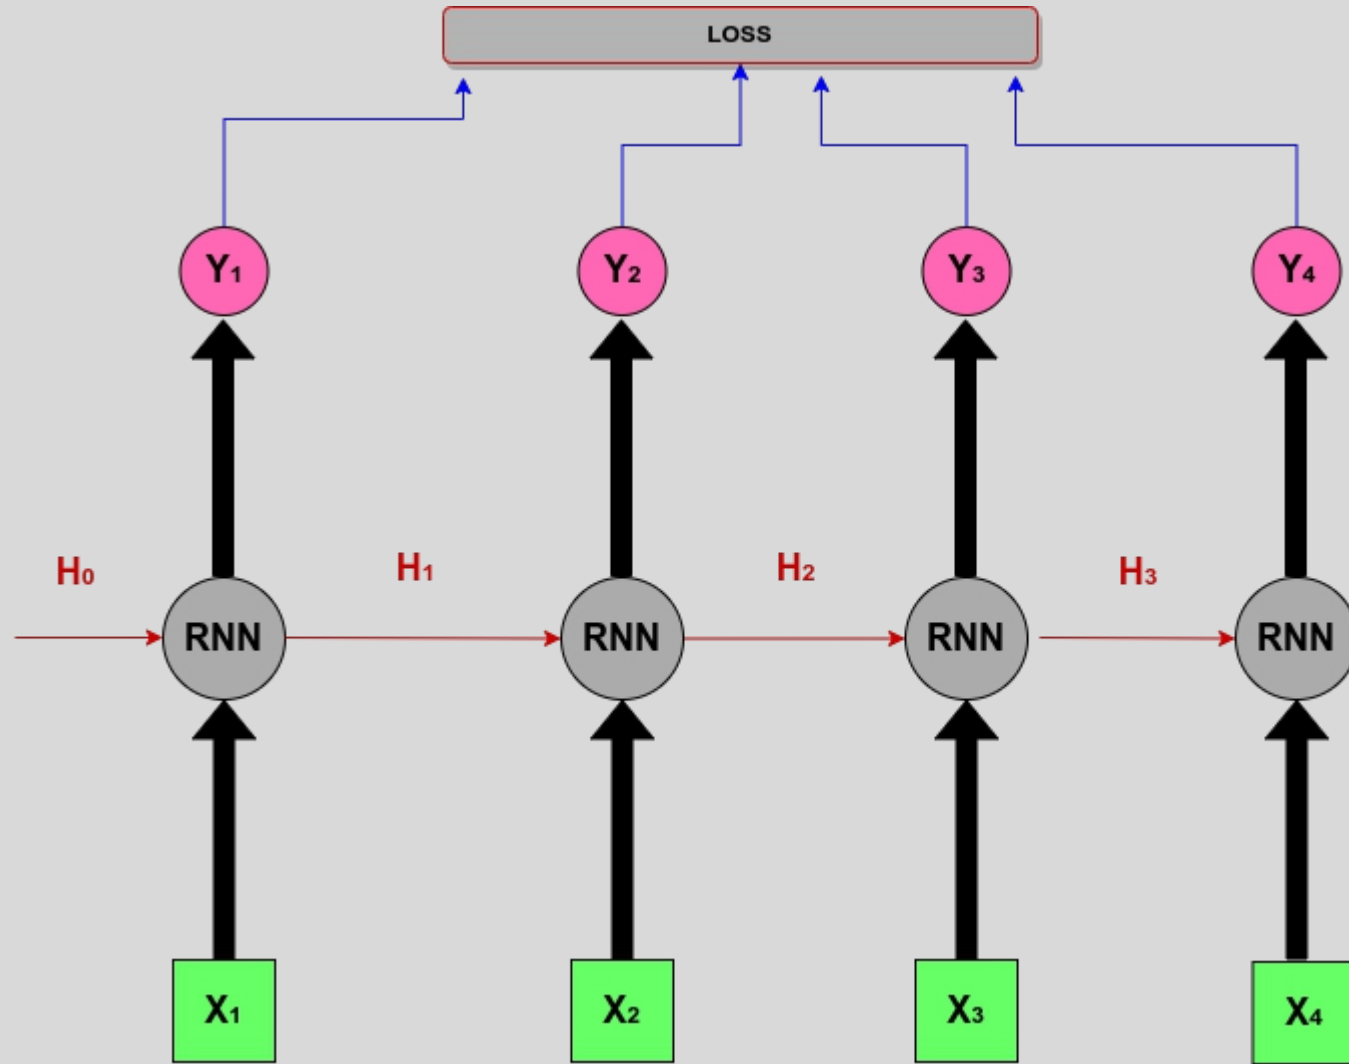 LOSS
Y₁ Y₂ Y₃ Y₄
H₀ H₁ H₂ H₃
RNN RNN RNN RNN
X₁ X₂ X₃ X₄